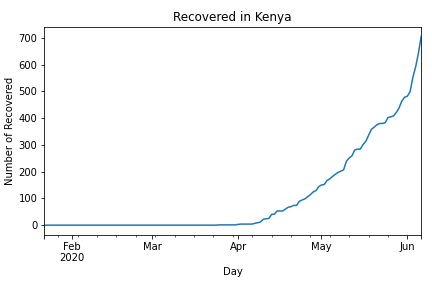 Recovered in Kenya
Number of Recovered
700
600
500
400
300
200
100
0
Feb
2020
Mar
Apr
May
Jun
Day